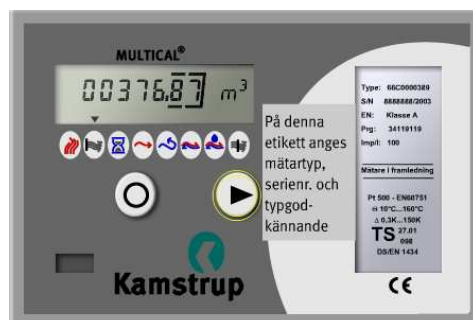 MULTICAL®
00376.87 m³
På denna
etikett anges
mätartyp,
serienr. och
typgod-
kännande
Kamstrup
Type: 66C0000389
S/N 8888888/2003
EN: Klasse A
Prg: 34119119
Imp/l: 100
Mätare i framledning
Pt 500 - EN60751
10°C...160°C
Δ 0,3K...150K
TS 27.01
098
DS/EN 1434
CE